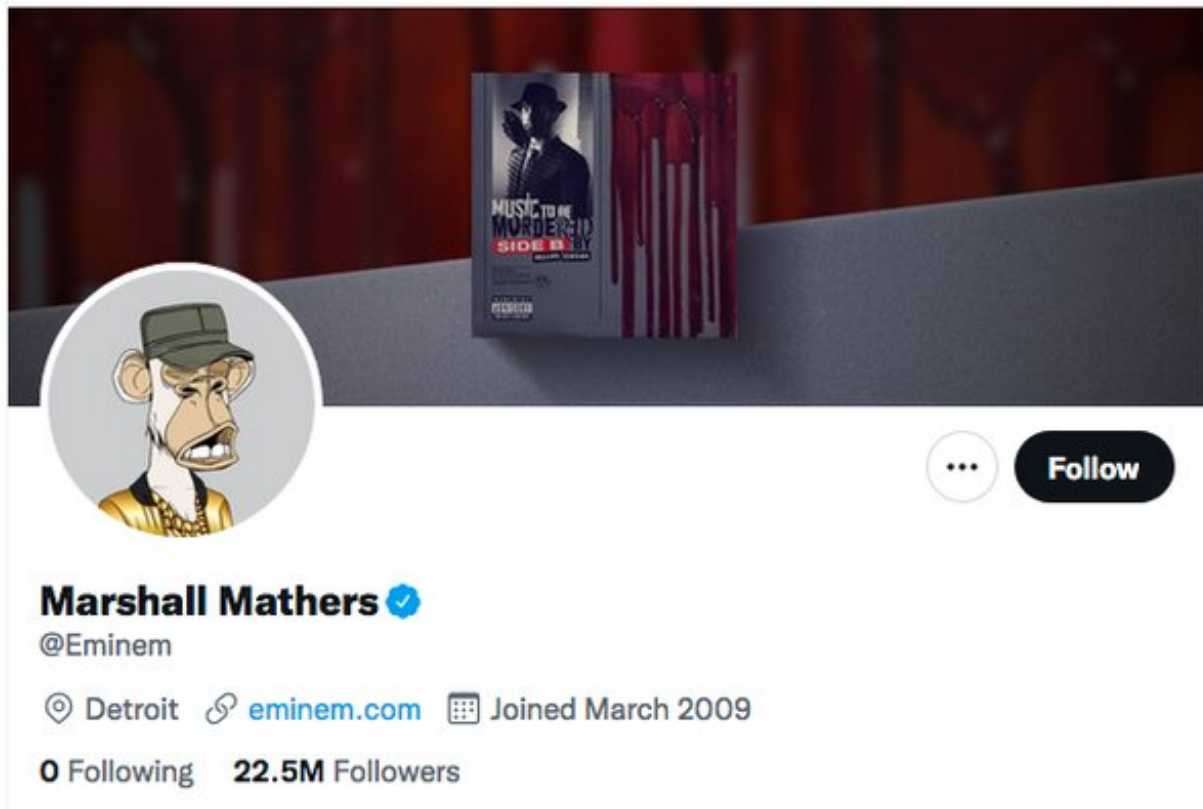 MUSIC TO BE
MURDERED BY
SIDE B
Follow
Marshall Mathers
@Eminem
Detroit eminem.com Joined March 2009
0 Following 22.5M Followers